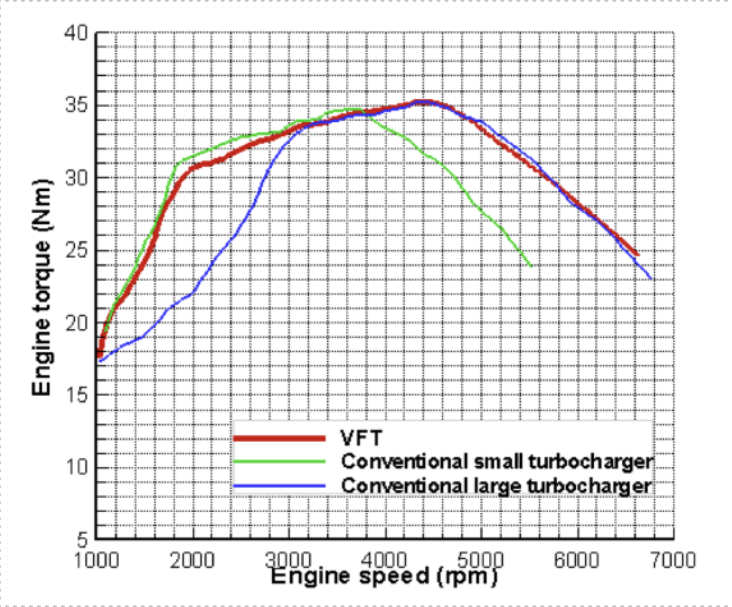 40
35
30
25
20
15
10
5
Engine torque (Nm)
VFT
Conventional small turbocharger
Conventional large turbocharger
1000 2000 3000 4000 5000 6000 7000
Engine speed (rpm)